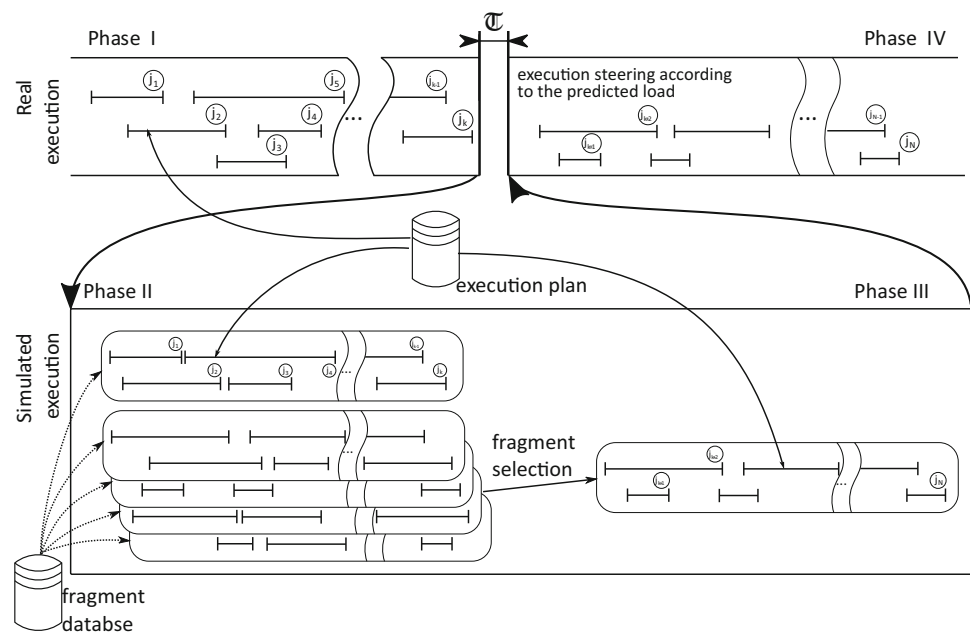 𝕿
Phase I
Phase IV
Real
execution
j1
j5
jk-1
j2
j4
jk
j3
...
execution steering according
to the predicted load
jk+2
jk+1
...
jN-1
jN
execution plan
Phase II
Phase III
Simulated
execution
j1
jk-1
j2
j3
j4
...
jk
...
fragment
selection
jk+2
jk+1
...
jN
fragment
databse